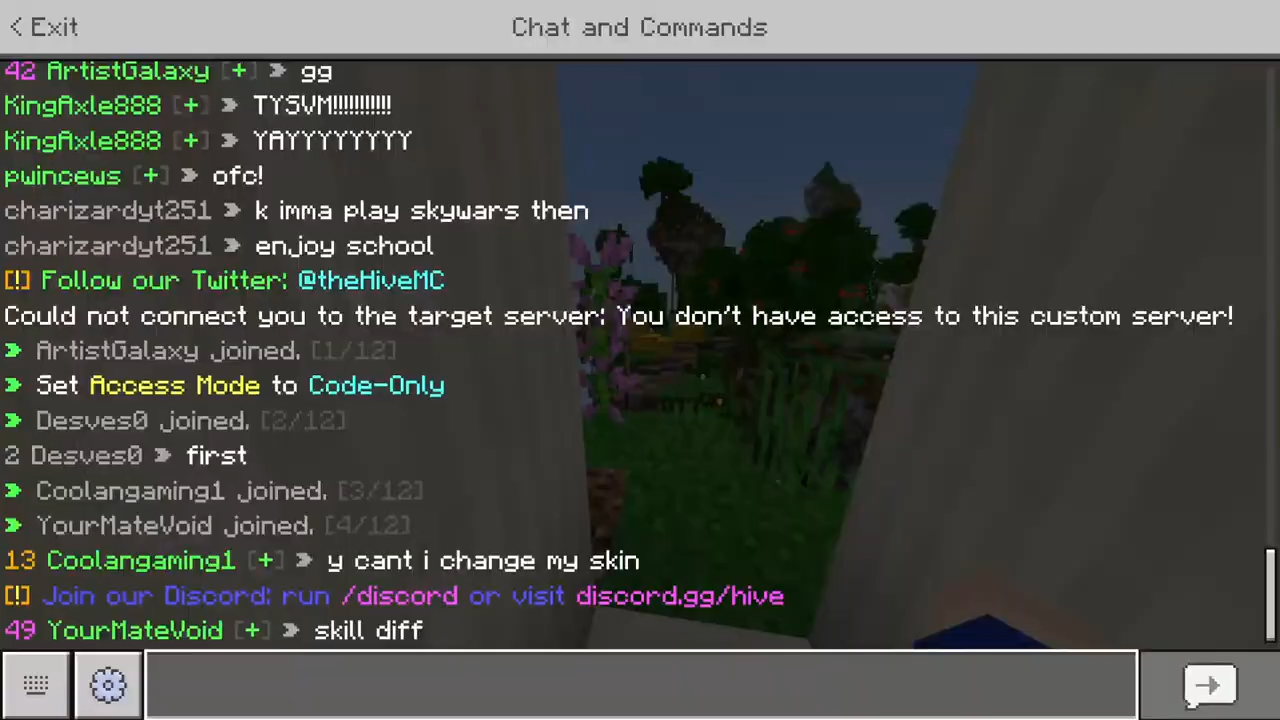 < Exit
Chat and Commands
42 ArtistGalaxy [+] » gg
KingAxle888 [+] » TYSVM!!!!!!!!!!!
KingAxle888 [+] » YAYYYYYYYY
pwincews [+] » ofc!
charizardyt251 » k imma play skywars then
charizardyt251 » enjoy school
[!] Follow our Twitter: @theHiveMC
Could not connect you to the target server: You don't have access to this custom server!
» ArtistGalaxy joined. [1/12]
» Set Access Mode to Code-Only
» Desves0 joined. [2/12]
2 Desves0 » first
» Coolangaming1 joined. [3/12]
» YourMateVoid joined. [4/12]
13 Coolangaming1 [+] » y cant i change my skin
[!] Join our Discord: run /discord or visit discord.gg/hive
49 YourMateVoid [+] » skill diff